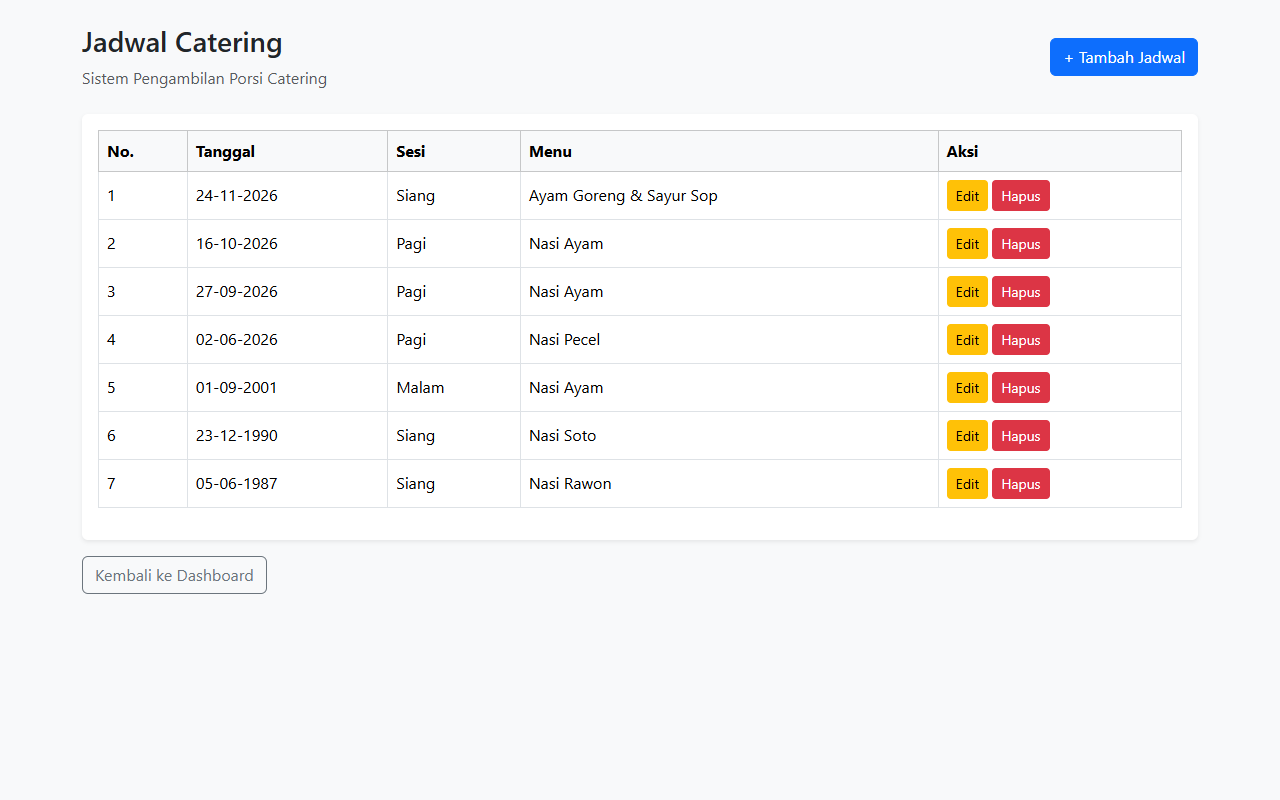 Jadwal Catering
Sistem Pengambilan Porsi Catering
+ Tambah Jadwal
No. Tanggal Sesi Menu Aksi
1 24-11-2026 Siang Ayam Goreng & Sayur Sop Edit Hapus
2 16-10-2026 Pagi Nasi Ayam Edit Hapus
3 27-09-2026 Pagi Nasi Ayam Edit Hapus
4 02-06-2026 Pagi Nasi Pecel Edit Hapus
5 01-09-2001 Malam Nasi Ayam Edit Hapus
6 23-12-1990 Siang Nasi Soto Edit Hapus
7 05-06-1987 Siang Nasi Rawon Edit Hapus
Kembali ke Dashboard